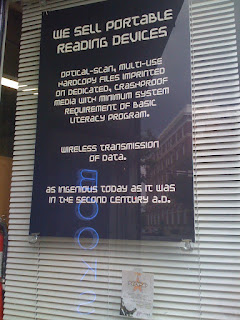 WE SELL PORTABLE
READING DEVICES
OPTICAL-SCAN, MULTI-USE
HARDCOPY FILES IMPRINTED
ON DEDICATED, CRASHPROOF
MEDIA WITH MINIMUM SYSTEM
REQUIREMENT OF BASIC
LITERACY PROGRAM.
WIRELESS TRANSMISSION
OF DATA.
AS INGENIOUS TODAY AS IT WAS
IN THE SECOND CENTURY A.D.
BOOKS